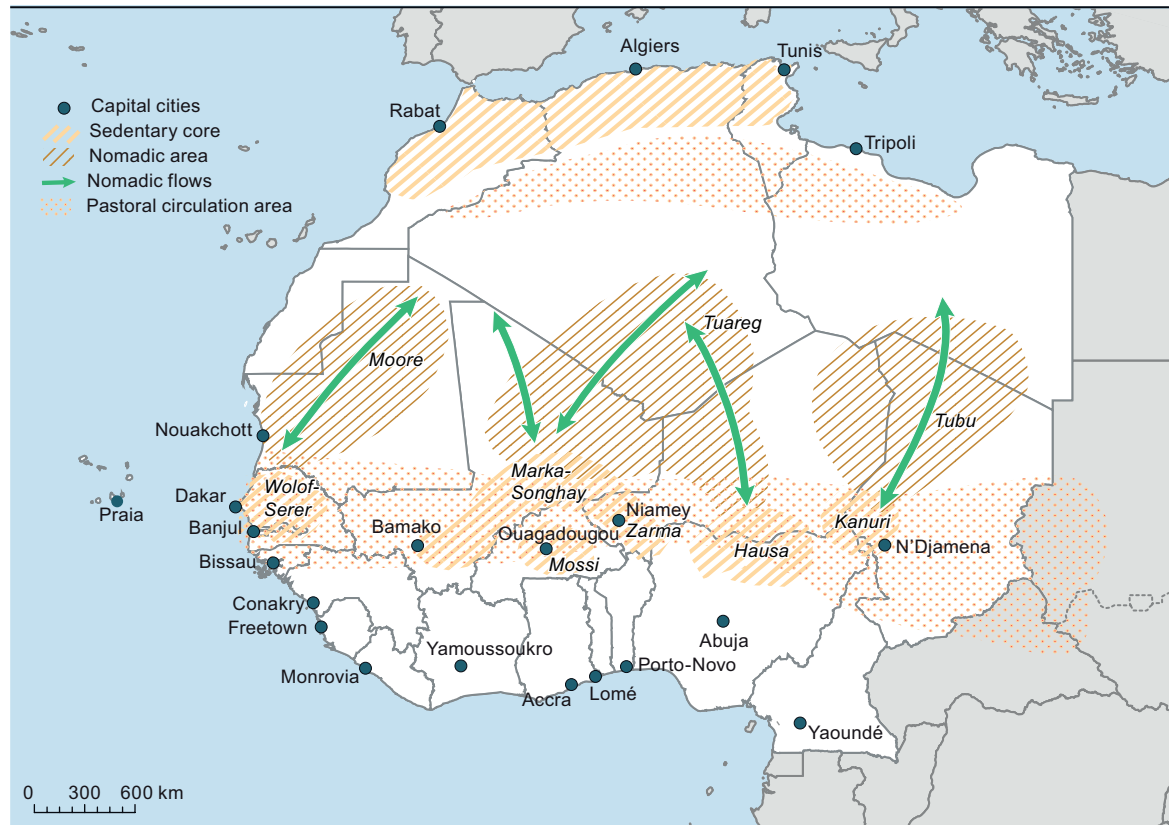 Algiers
Tunis
Capital cities
Rabat
Sedentary core
Tripoli
Nomadic area
Nomadic flows
Pastoral circulation area
Tuareg
Moore
Tubu
Nouakchott
Marka-
Songhay
Wolof-
Serer
Dakar
Praia
Niamey
Banjul
Bamako
Ouagadougou
Zarma
Kanuri
Hausa
N'Djamena
Bissau
Mossi
Conakry
Freetown
Abuja
Yamoussoukro
Monrovia
Porto-Novo
Lomé
Accra
Yaoundé
0 300 600 km